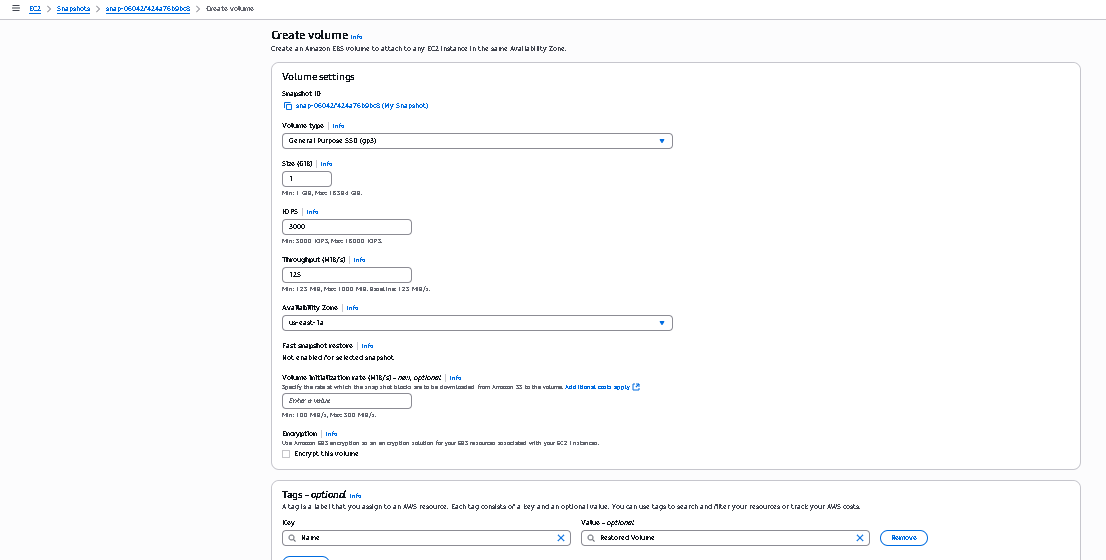 EC2 > Snapshots > snap-06042f424a76b9bc8 > Create volume
Create volume Info
Create an Amazon EBS volume to attach to any EC2 instance in the same Availability Zone.
Volume settings
Snapshot ID
snap-06042f424a76b9bc8 (My Snapshot)
Volume type | Info
General Purpose SSD (gp3)
Size (GiB) | Info
1
Min: 1 GiB, Max: 16384 GiB.
IOPS | Info
3000
Min: 3000 IOPS, Max: 16000 IOPS.
Throughput (MiB/s) | Info
125
Min: 125 MiB, Max: 1000 MiB. Baseline: 125 MiB/s.
Availability Zone | Info
us-east-1a
Fast snapshot restore | Info
Not enabled for selected snapshot
Volume initialization rate (MiB/s) - new, optional | Info
Specify the rate at which the snapshot blocks are to be downloaded from Amazon S3 to the volume. Additional costs apply
Enter a value
Min: 100 MiB/s, Max: 300 MiB/s.
Encryption | Info
Use Amazon EBS encryption as an encryption solution for your EBS resources associated with your EC2 instances.
Encrypt this volume
Tags - optional Info
A tag is a label that you assign to an AWS resource. Each tag consists of a key and an optional value. You can use tags to search and filter your resources or track your AWS costs.
Key Value - optional
Name Restored Volume Remove